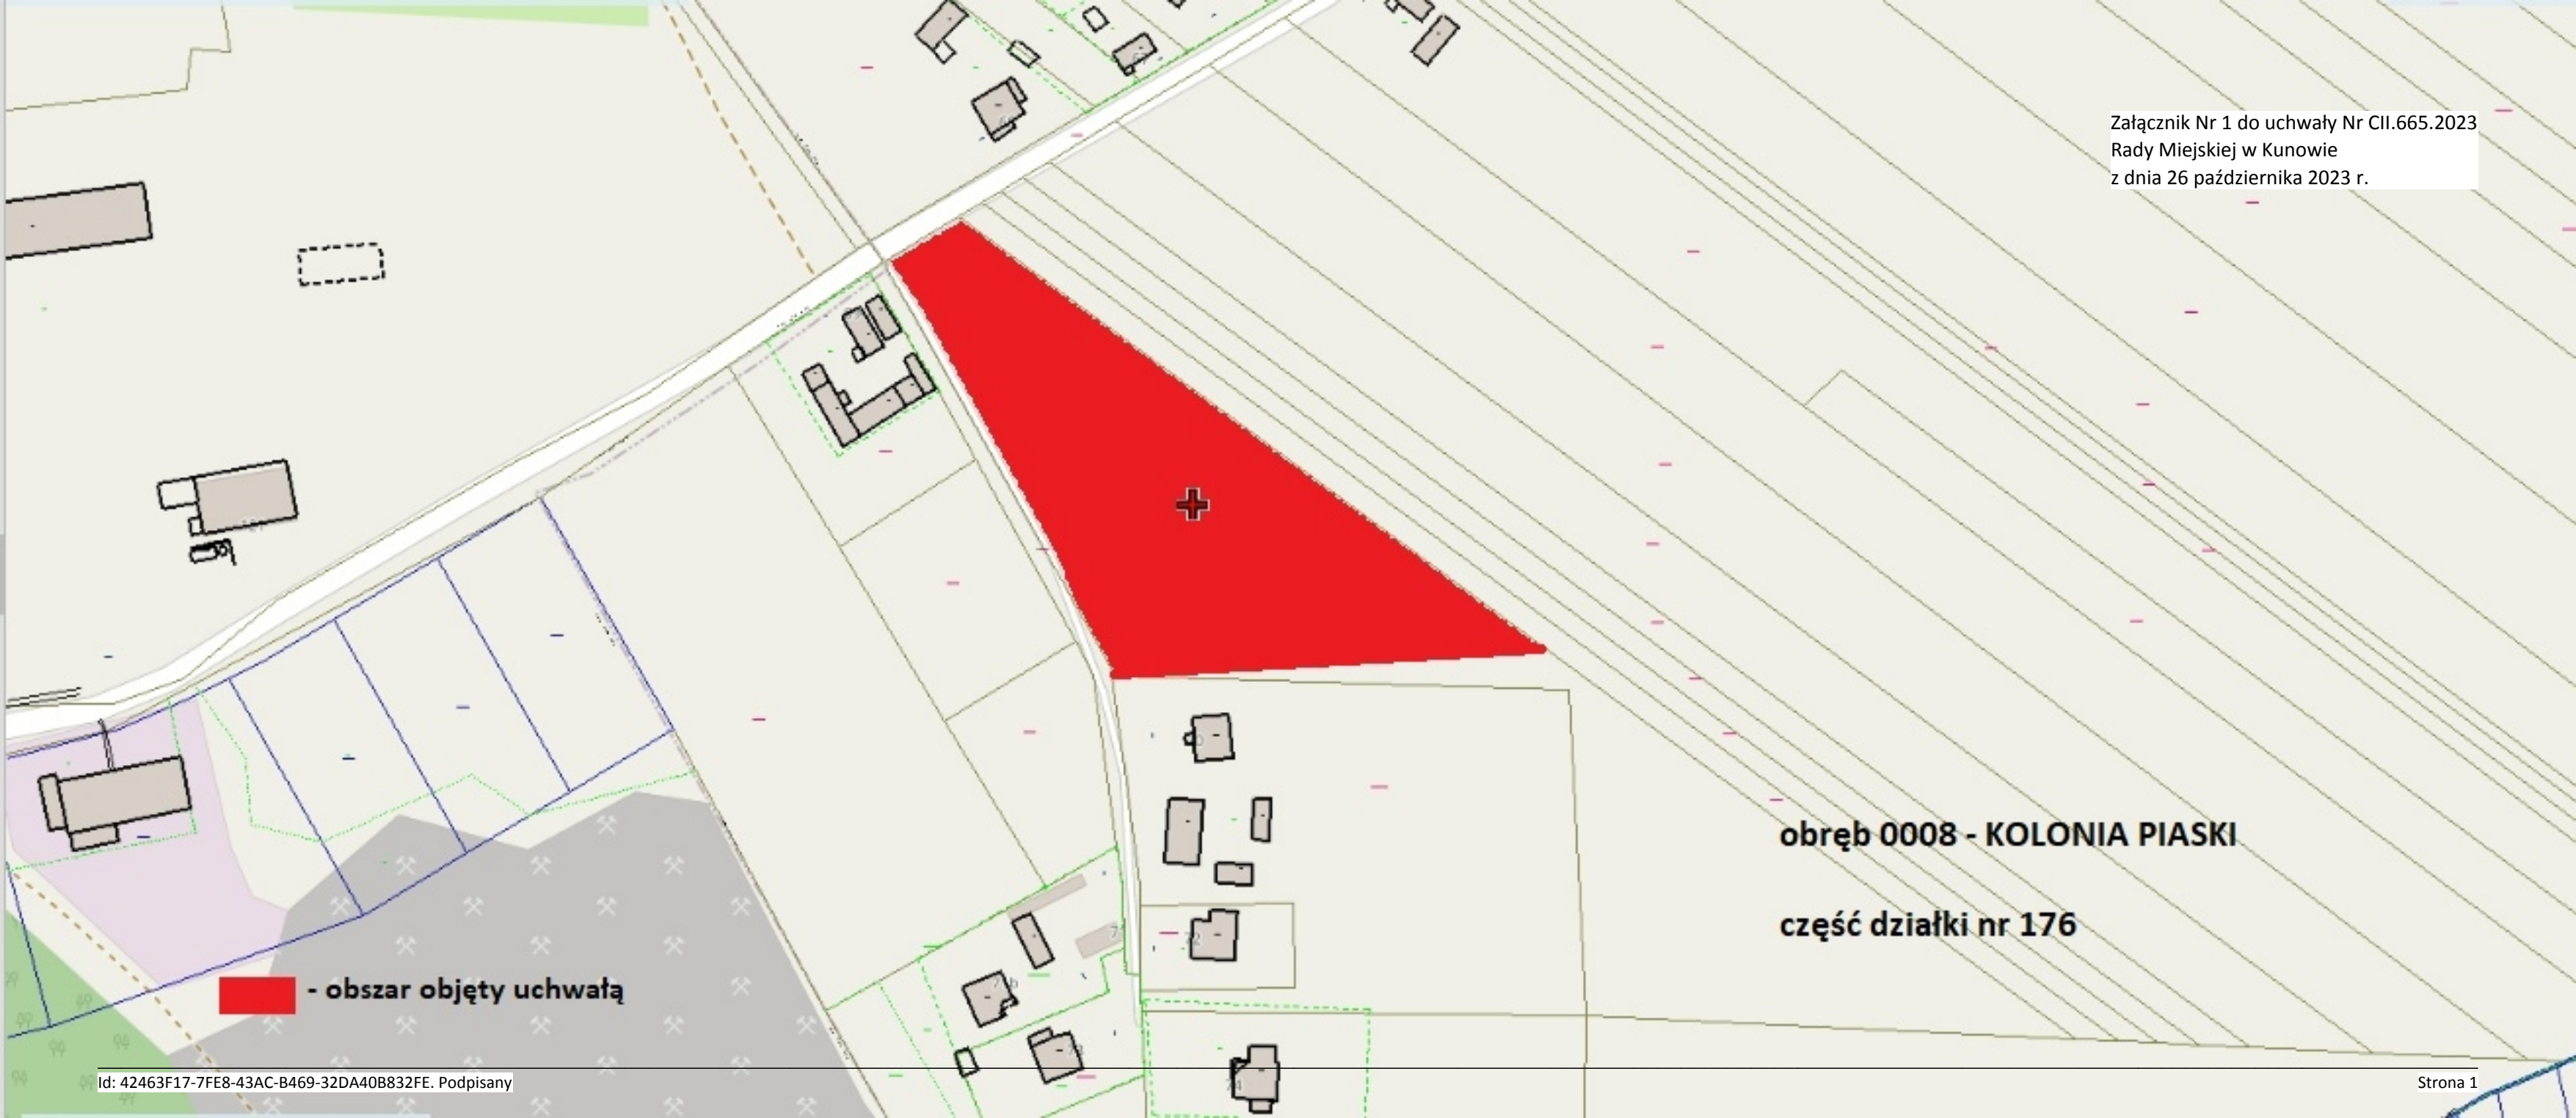 Załącznik Nr 1 do uchwały Nr CII.665.2023
Rady Miejskiej w Kunowie
z dnia 26 października 2023 r.
obręb 0008 - KOLONIA PIASKI
część działki nr 176
- obszar objęty uchwałą
Id: 42463F17-7FE8-43AC-B469-32DA40B832FE. Podpisany
Strona 1